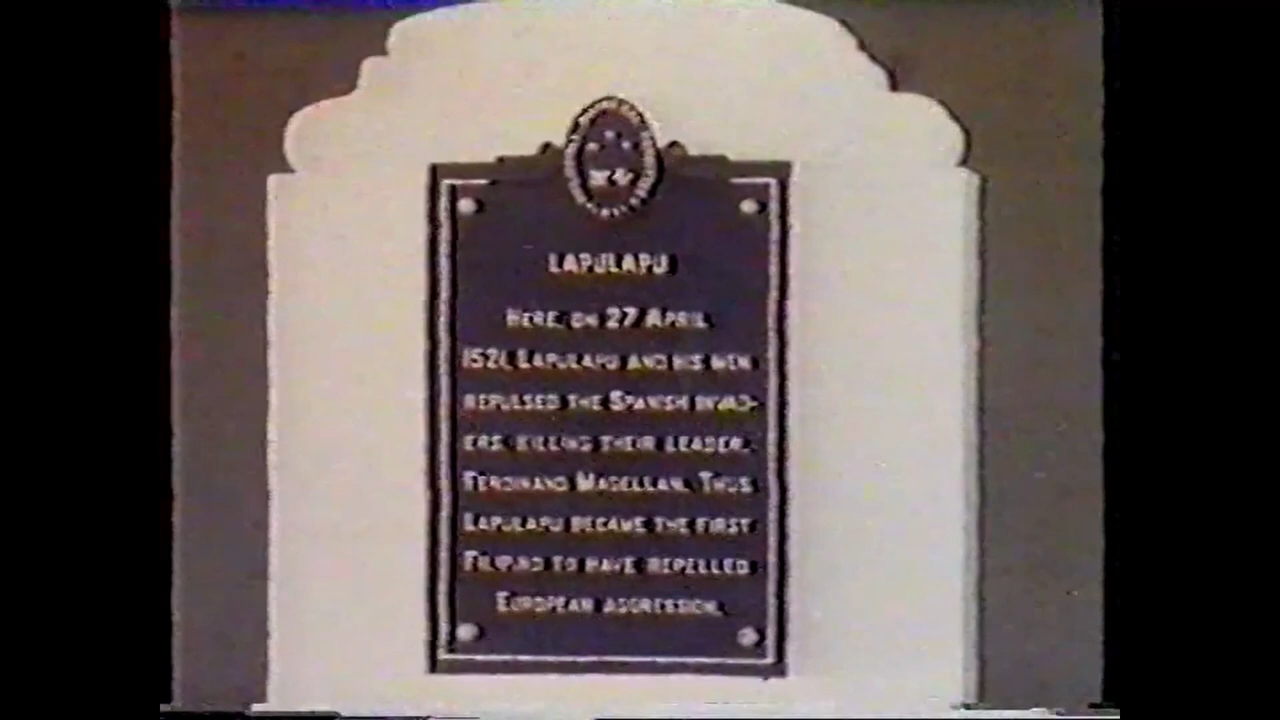 LAPULAPU
HERE, ON 27 APRIL
1521, LAPULAPU AND HIS MEN
REPULSED THE SPANISH INVAD-
ERS, KILLING THEIR LEADER,
FERDINAND MAGELLAN. THUS
LAPULAPU BECAME THE FIRST
FILIPINO TO HAVE REPELLED
EUROPEAN AGGRESSION.